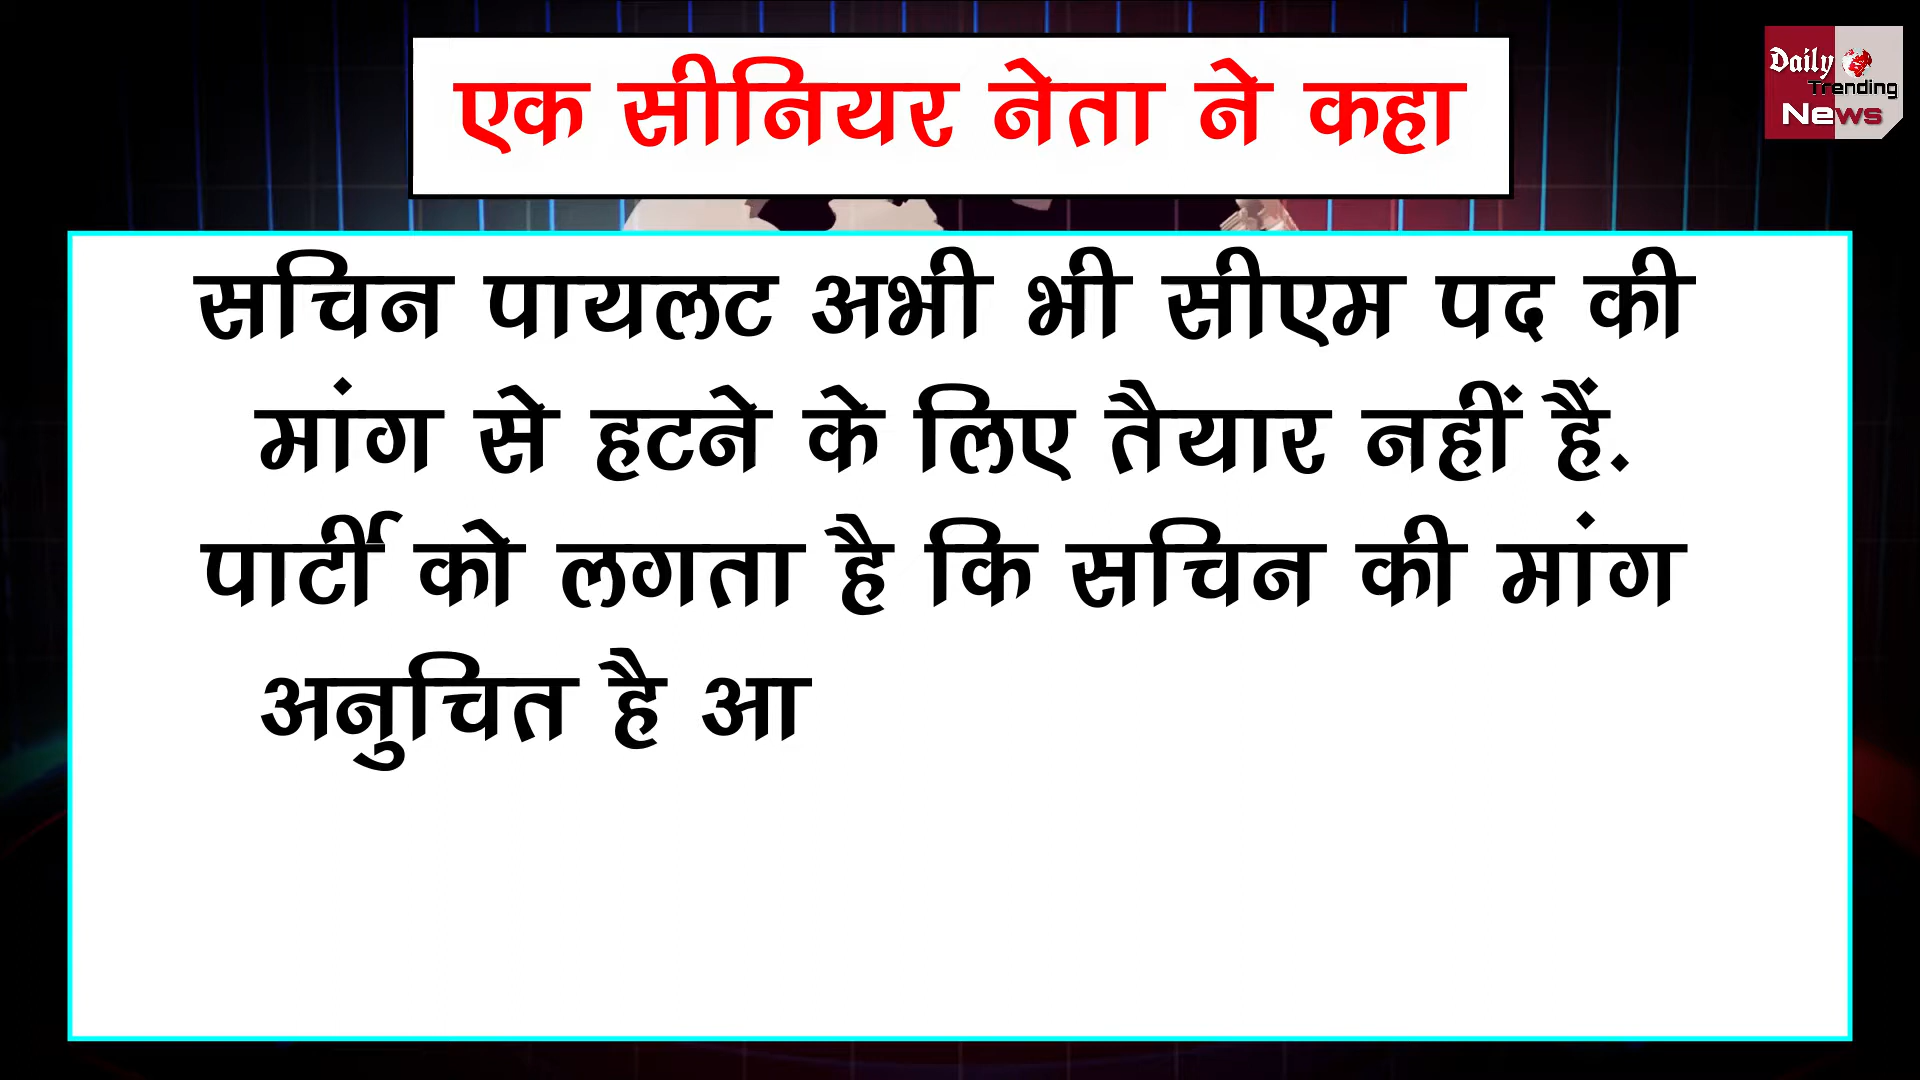 एक सीनियर नेता ने कहा
Daily
Trending
News
सचिन पायलट अभी भी सीएम पद की
मांग से हटने के लिए तैयार नहीं हैं.
पार्टी को लगता है कि सचिन की मांग
अनुचित है आ